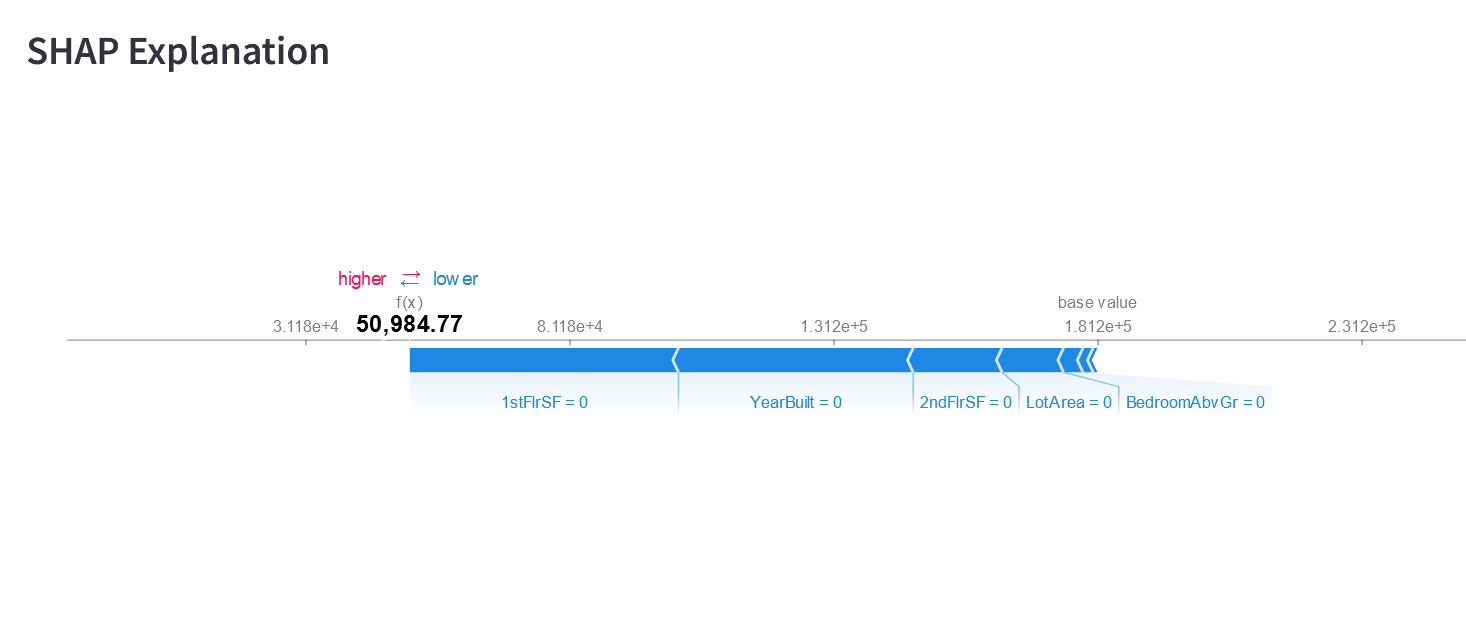 SHAP Explanation
higher ⇄ lower
f(x) base value
3.118e+4 50,984.77 8.118e+4 1.312e+5 1.812e+5 2.312e+5
1stFlrSF = 0 YearBuilt = 0 2ndFlrSF = 0 LotArea = 0 BedroomAbvGr = 0